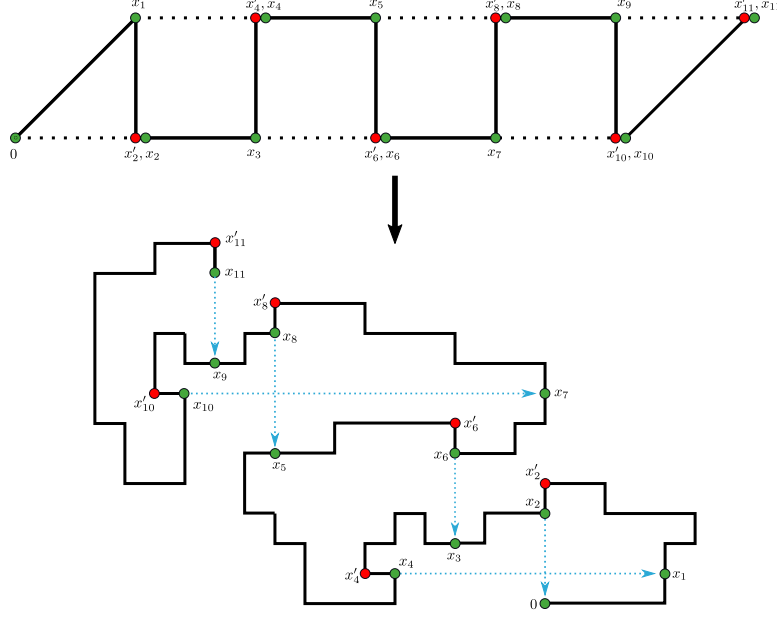 x₁ x′₄, x₄ x₅ x′₈, x₈ x₉ x′₁₁, x₁
0 x′₂, x₂ x₃ x′₆, x₆ x₇ x′₁₀, x₁₀
x′₁₁
x₁₁
x′₈
x₈
x₉
x′₁₀ x₁₀ x₇
x′₆
x₆
x₅
x′₂
x₂
x₃
x₄
x′₄ x₁
0